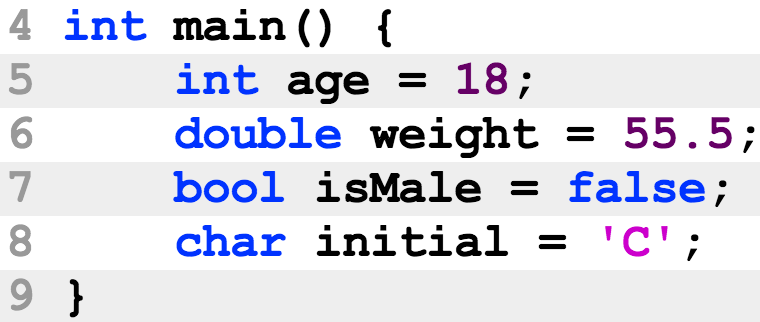 4 int main() {
5     int age = 18;
6     double weight = 55.5;
7     bool isMale = false;
8     char initial = 'C';
9 }